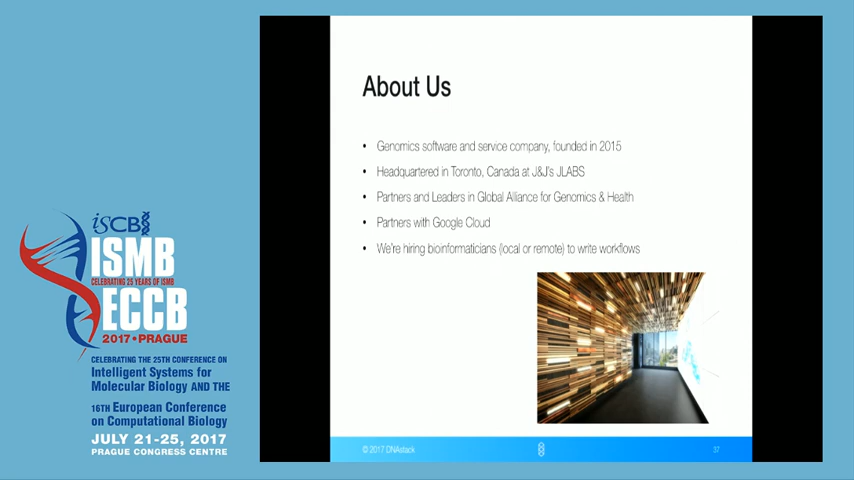 iSCB
ISMB
CELEBRATING 25 YEARS OF ISMB
ECCB
2017 • PRAGUE
CELEBRATING THE 25TH CONFERENCE ON
Intelligent Systems for
Molecular Biology AND THE
16TH European Conference
on Computational Biology
JULY 21-25, 2017
PRAGUE CONGRESS CENTRE
About Us
• Genomics software and service company, founded in 2015
• Headquartered in Toronto, Canada at J&J's JLABS
• Partners and Leaders in Global Alliance for Genomics & Health
• Partners with Google Cloud
• We're hiring bioinformaticians (local or remote) to write workflows
© 2017 DNAstack
37